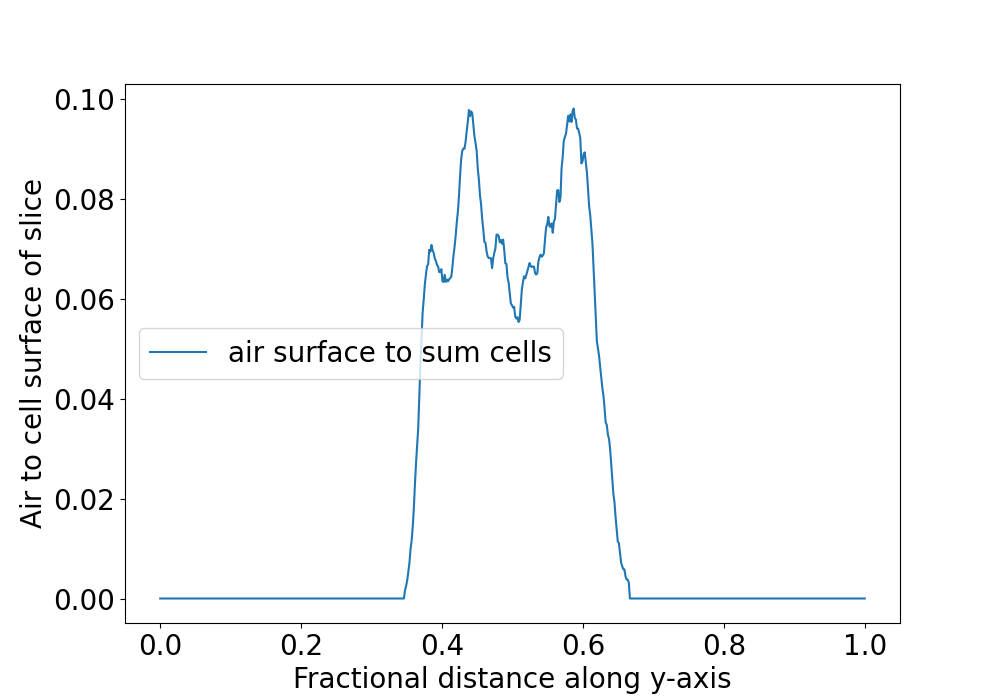 Air to cell surface of slice
0.10
0.08
0.06
0.04
0.02
0.00
air surface to sum cells
0.0 0.2 0.4 0.6 0.8 1.0
Fractional distance along y-axis